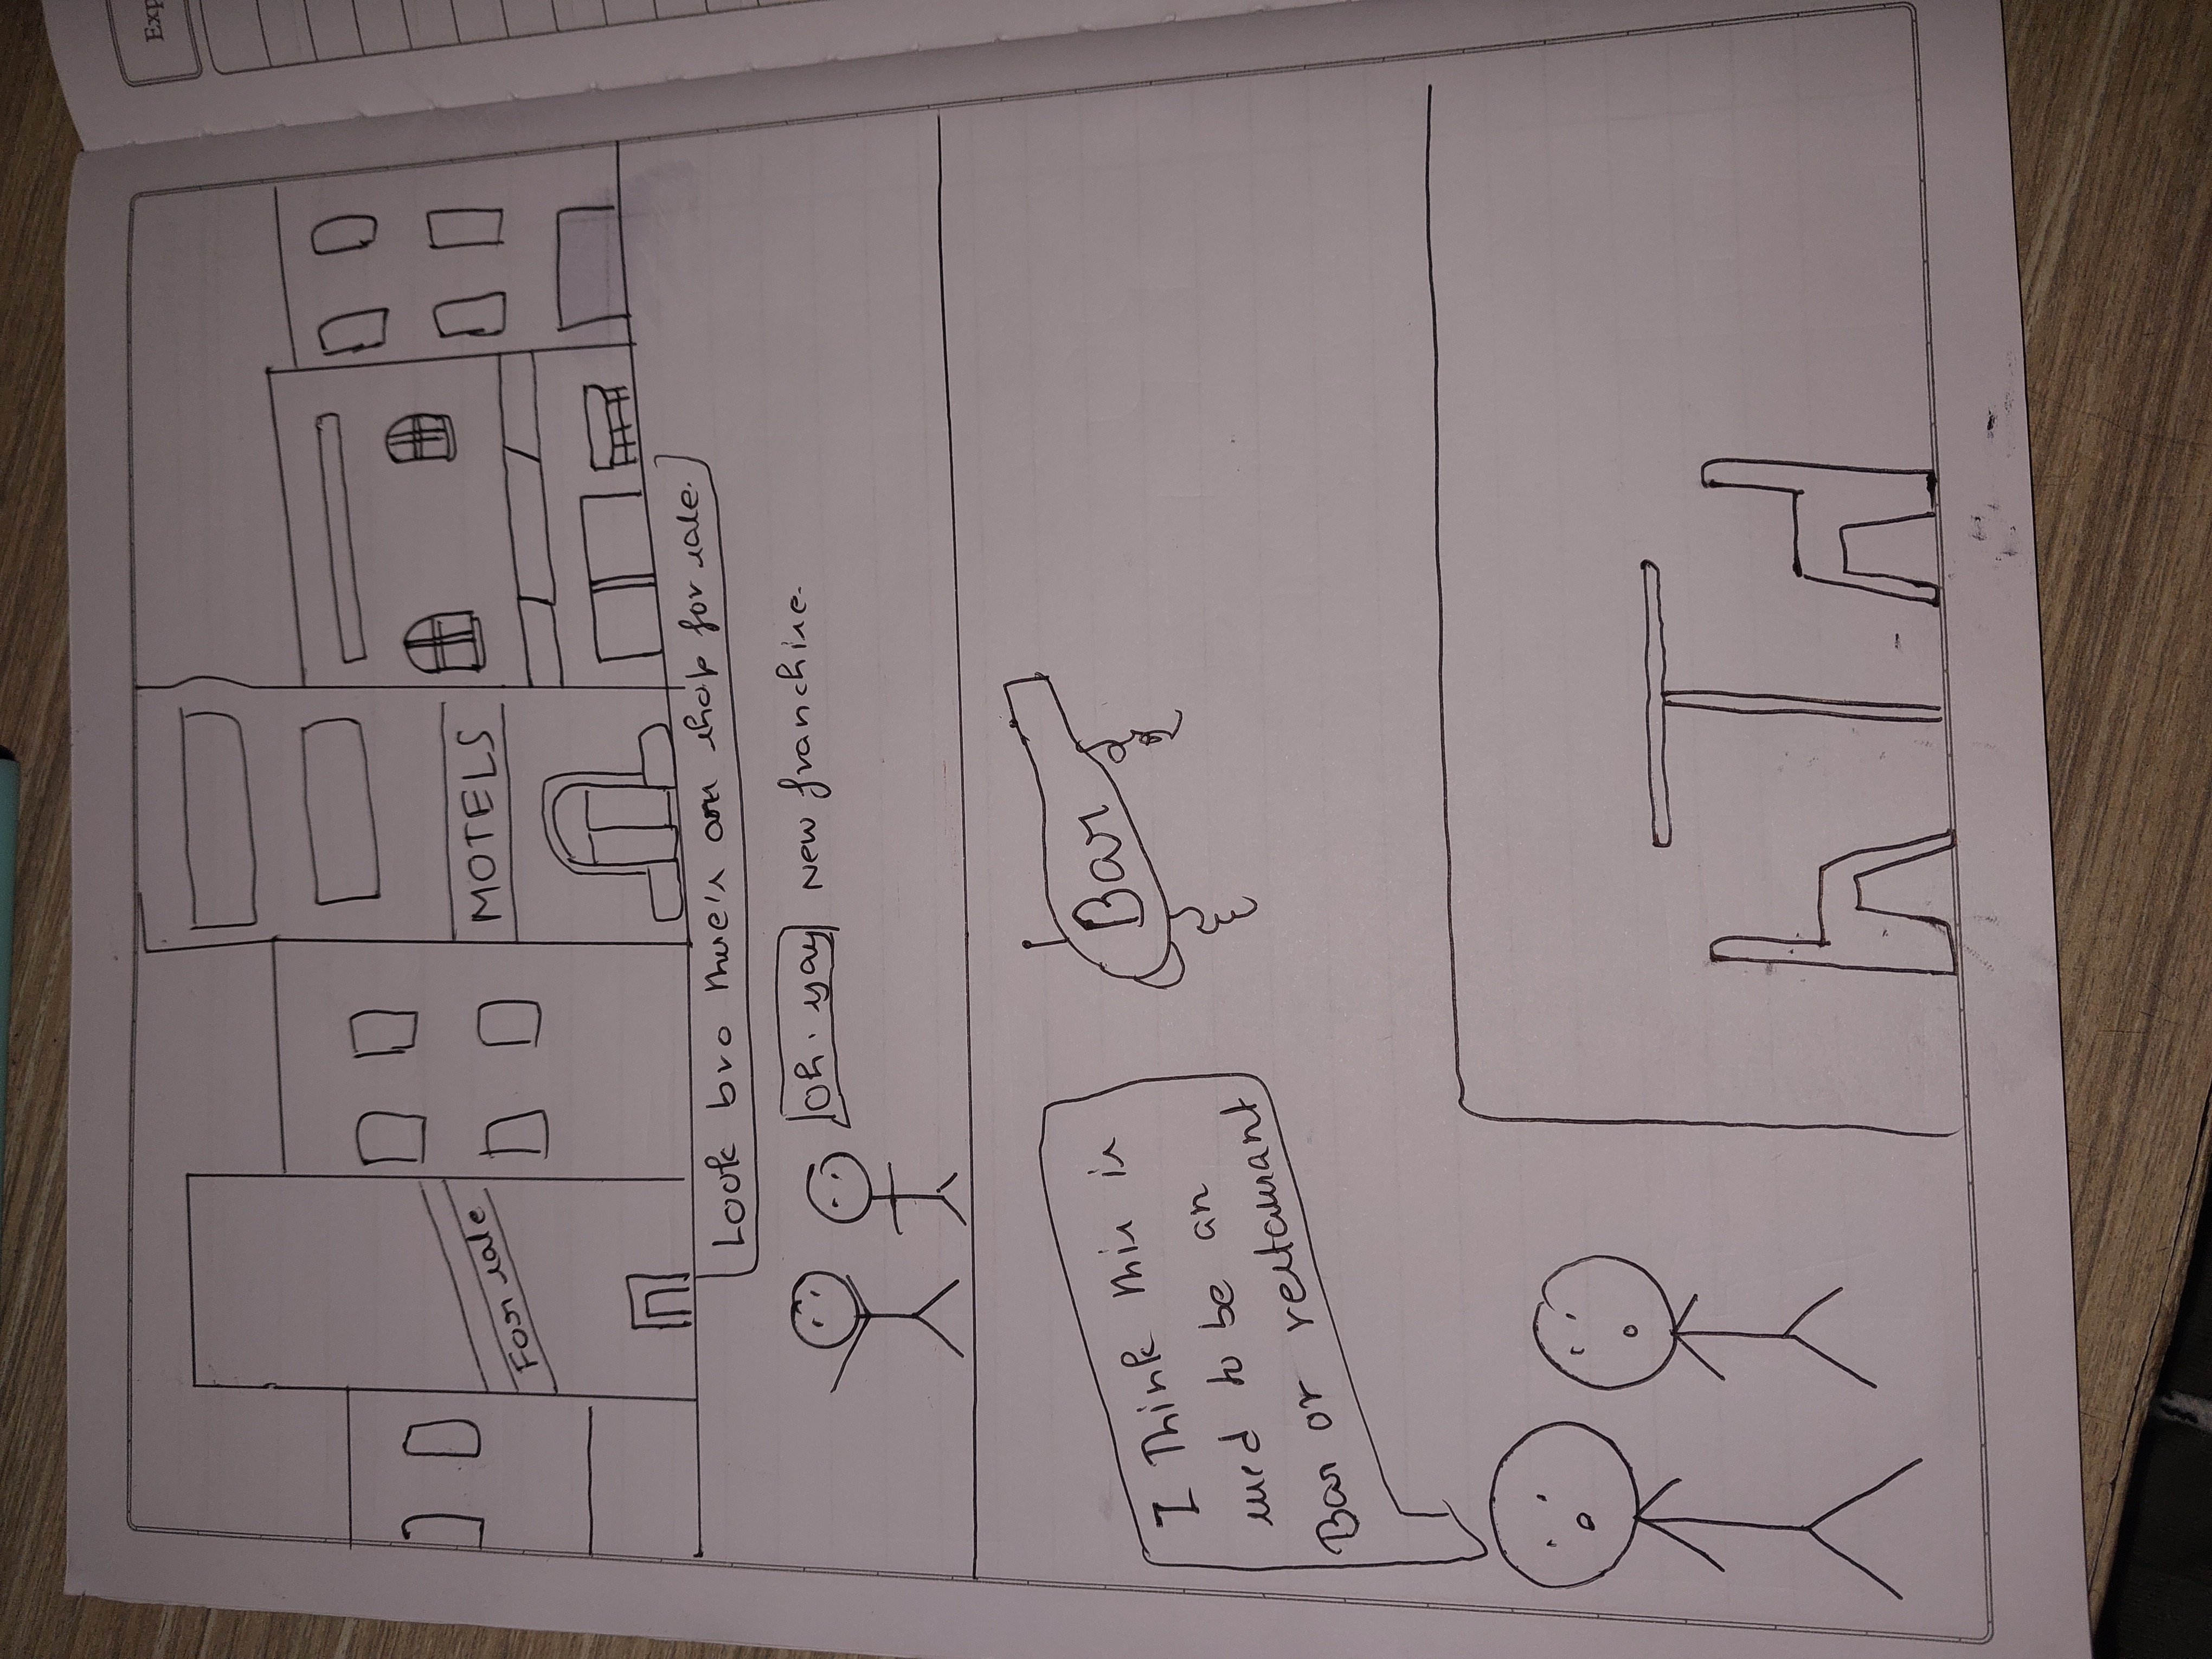 For sale
MOTELS
Look bro there's an shop for sale.
Oh. yay new franchise.
Bar
I Think this is
used to be an
Bar or restaurant
Exp